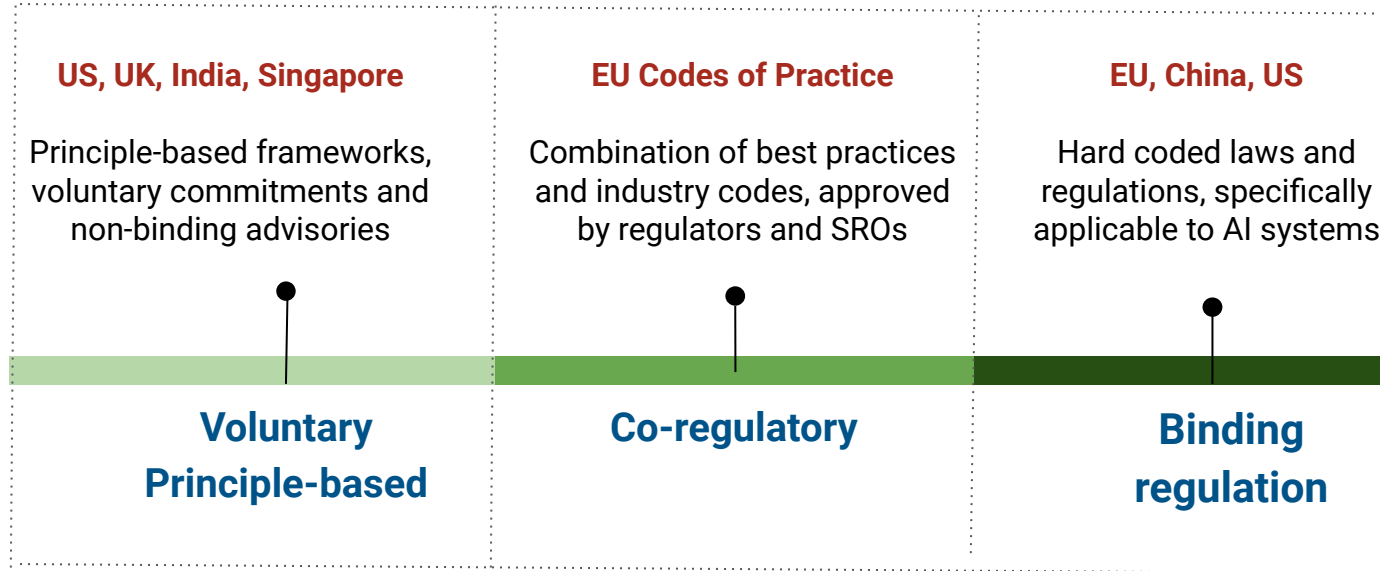 US, UK, India, Singapore
Principle-based frameworks,
voluntary commitments and
non-binding advisories
Voluntary
Principle-based
EU Codes of Practice
Combination of best practices
and industry codes, approved
by regulators and SROs
Co-regulatory
EU, China, US
Hard coded laws and
regulations, specifically
applicable to AI systems
Binding
regulation